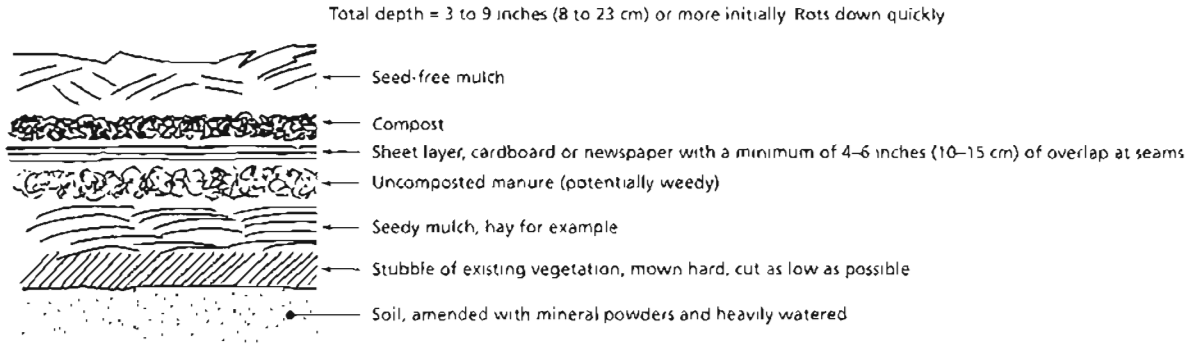 Total depth = 3 to 9 inches (8 to 23 cm) or more initially Rots down quickly
Seed-free mulch
Compost
Sheet layer, cardboard or newspaper with a minimum of 4–6 inches (10–15 cm) of overlap at seams
Uncomposted manure (potentially weedy)
Seedy mulch, hay for example
Stubble of existing vegetation, mown hard, cut as low as possible
Soil, amended with mineral powders and heavily watered